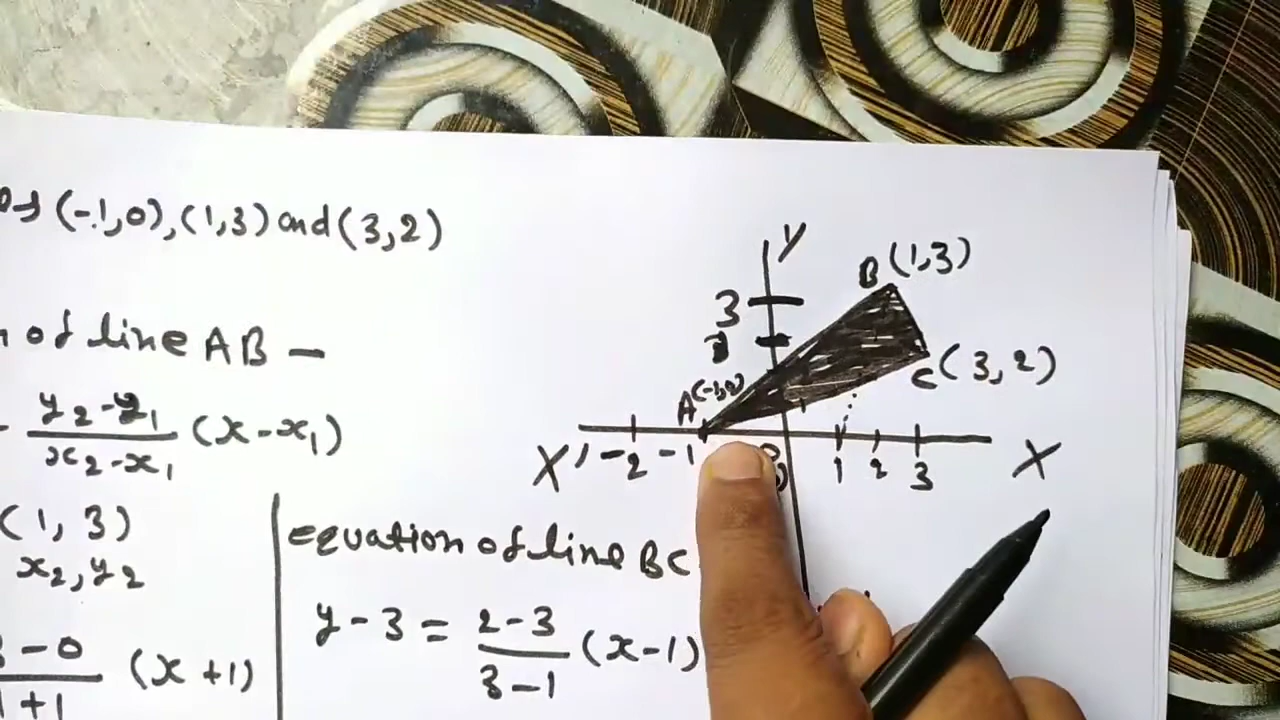 (-1,0),(1,3) and (3,2)
of line AB —
y2-y1
x2-x1
(x-x1)
(1, 3)
x2, y2
3-0
1+1
(x+1)
Equation of line BC
y-3 = 2-3
3-1
(x-1)
Y
B (1,3)
3
C (3,2)
A
X' -2 -1 1 2 3 X